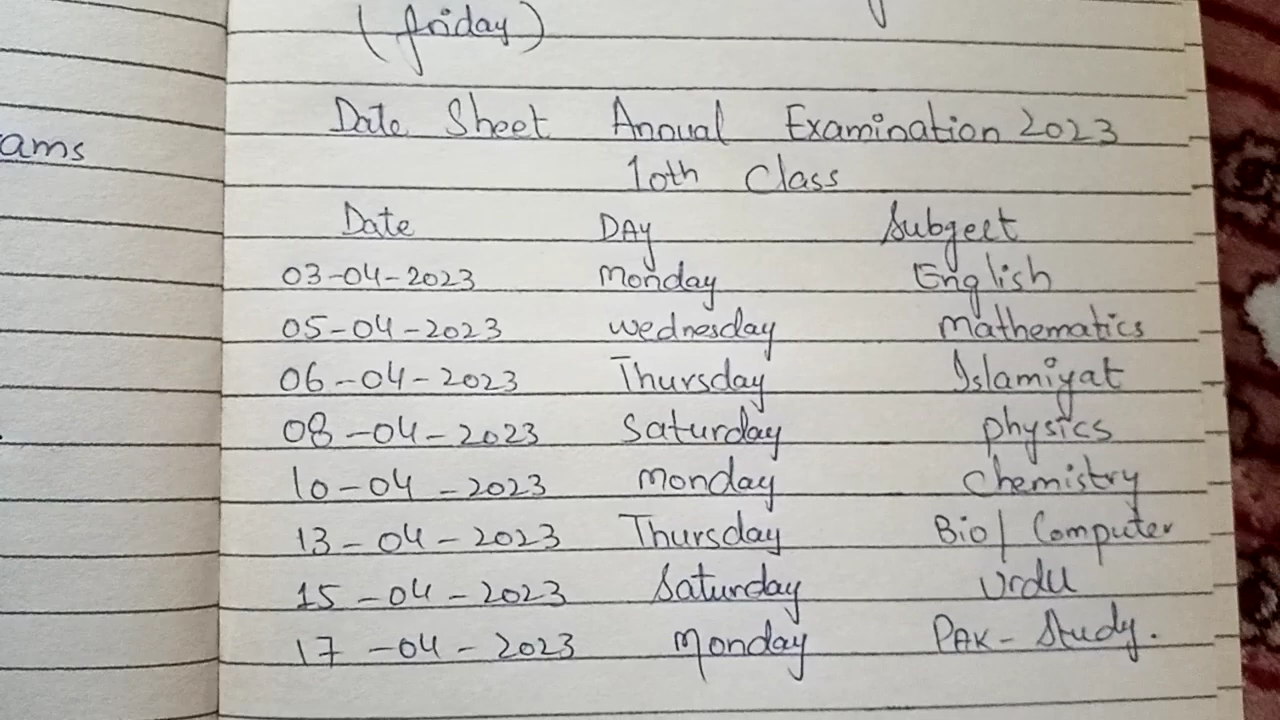 (friday)
Date Sheet Annual Examination 2023
10th Class
ams
Date DAy Subgect
03-04-2023 Monday English
05-04-2023 wednesday Mathematics
06-04-2023 Thursday Islamiyat
08-04-2023 Saturday physics
10-04-2023 Monday Chemistry
13-04-2023 Thursday Bio| Computer
15-04-2023 Saturday Urdu
17-04-2023 Monday PAK-Study.